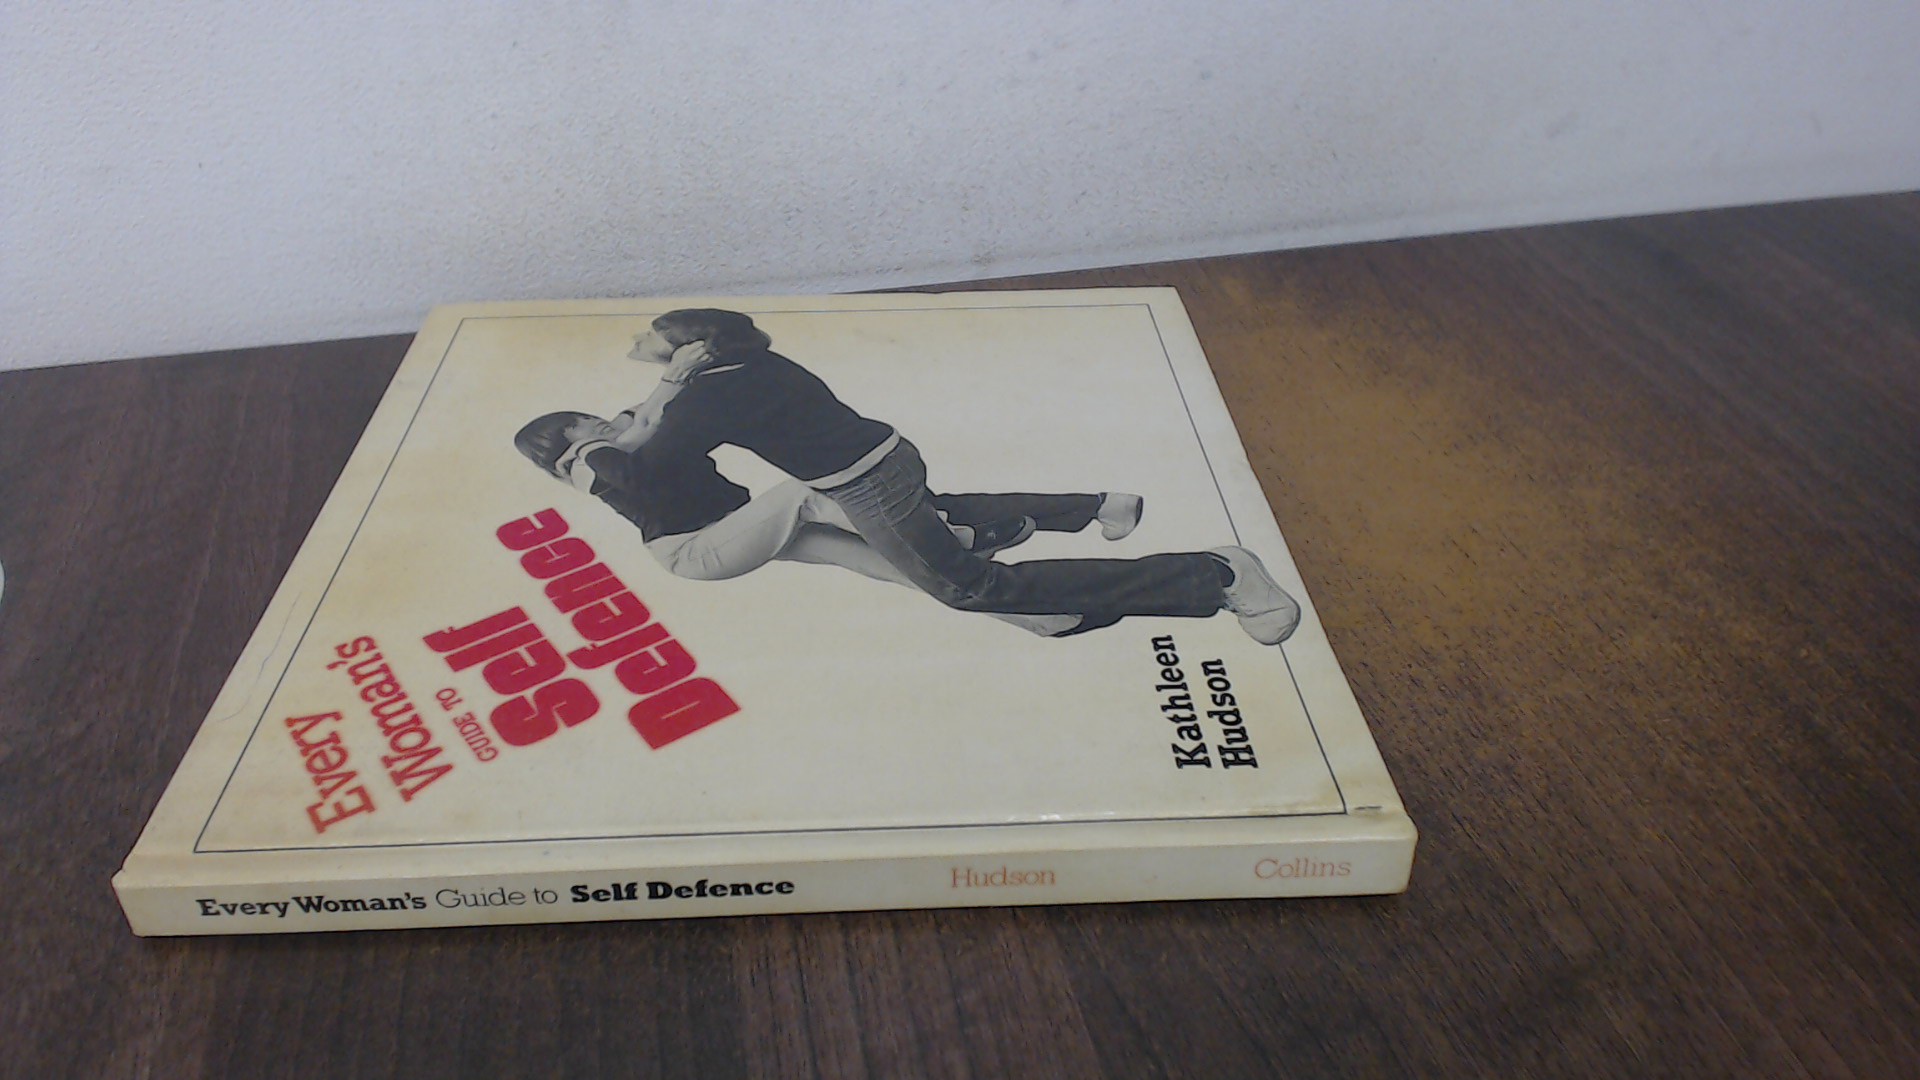 Every
Woman's
GUIDE TO
Self
Defence
Kathleen
Hudson
Every Woman's Guide to Self Defence Hudson Collins